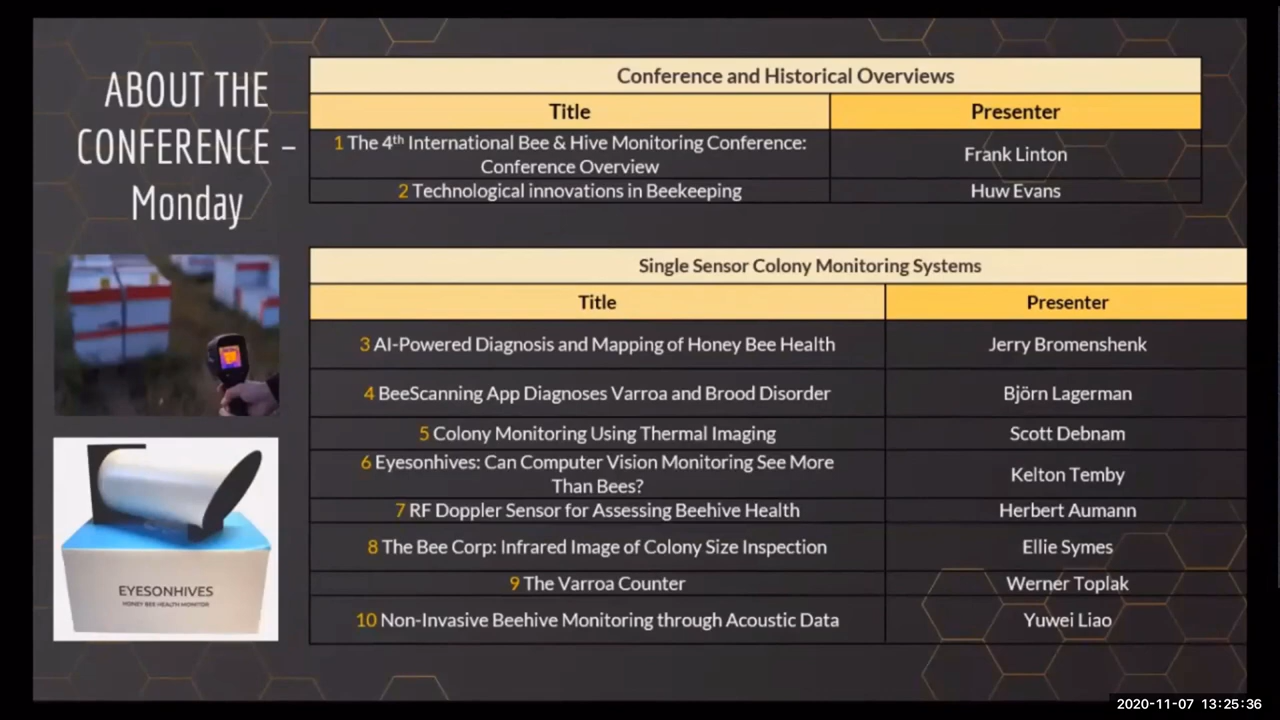 ABOUT THE
CONFERENCE –
Monday
Conference and Historical Overviews
Title
Presenter
1 The 4th International Bee & Hive Monitoring Conference:
Conference Overview
Frank Linton
2 Technological innovations in Beekeeping
Huw Evans
Single Sensor Colony Monitoring Systems
Title
Presenter
3 AI-Powered Diagnosis and Mapping of Honey Bee Health
Jerry Bromenshenk
4 BeeScanning App Diagnoses Varroa and Brood Disorder
Björn Lagerman
5 Colony Monitoring Using Thermal Imaging
Scott Debnam
6 Eyesonhives: Can Computer Vision Monitoring See More
Than Bees?
Kelton Temby
7 RF Doppler Sensor for Assessing Beehive Health
Herbert Aumann
8 The Bee Corp: Infrared Image of Colony Size Inspection
Ellie Symes
9 The Varroa Counter
Werner Toplak
10 Non-Invasive Beehive Monitoring through Acoustic Data
Yuwei Liao
EYESONHIVES
HONEY BEE HEALTH MONITOR
2020-11-07 13:25:36